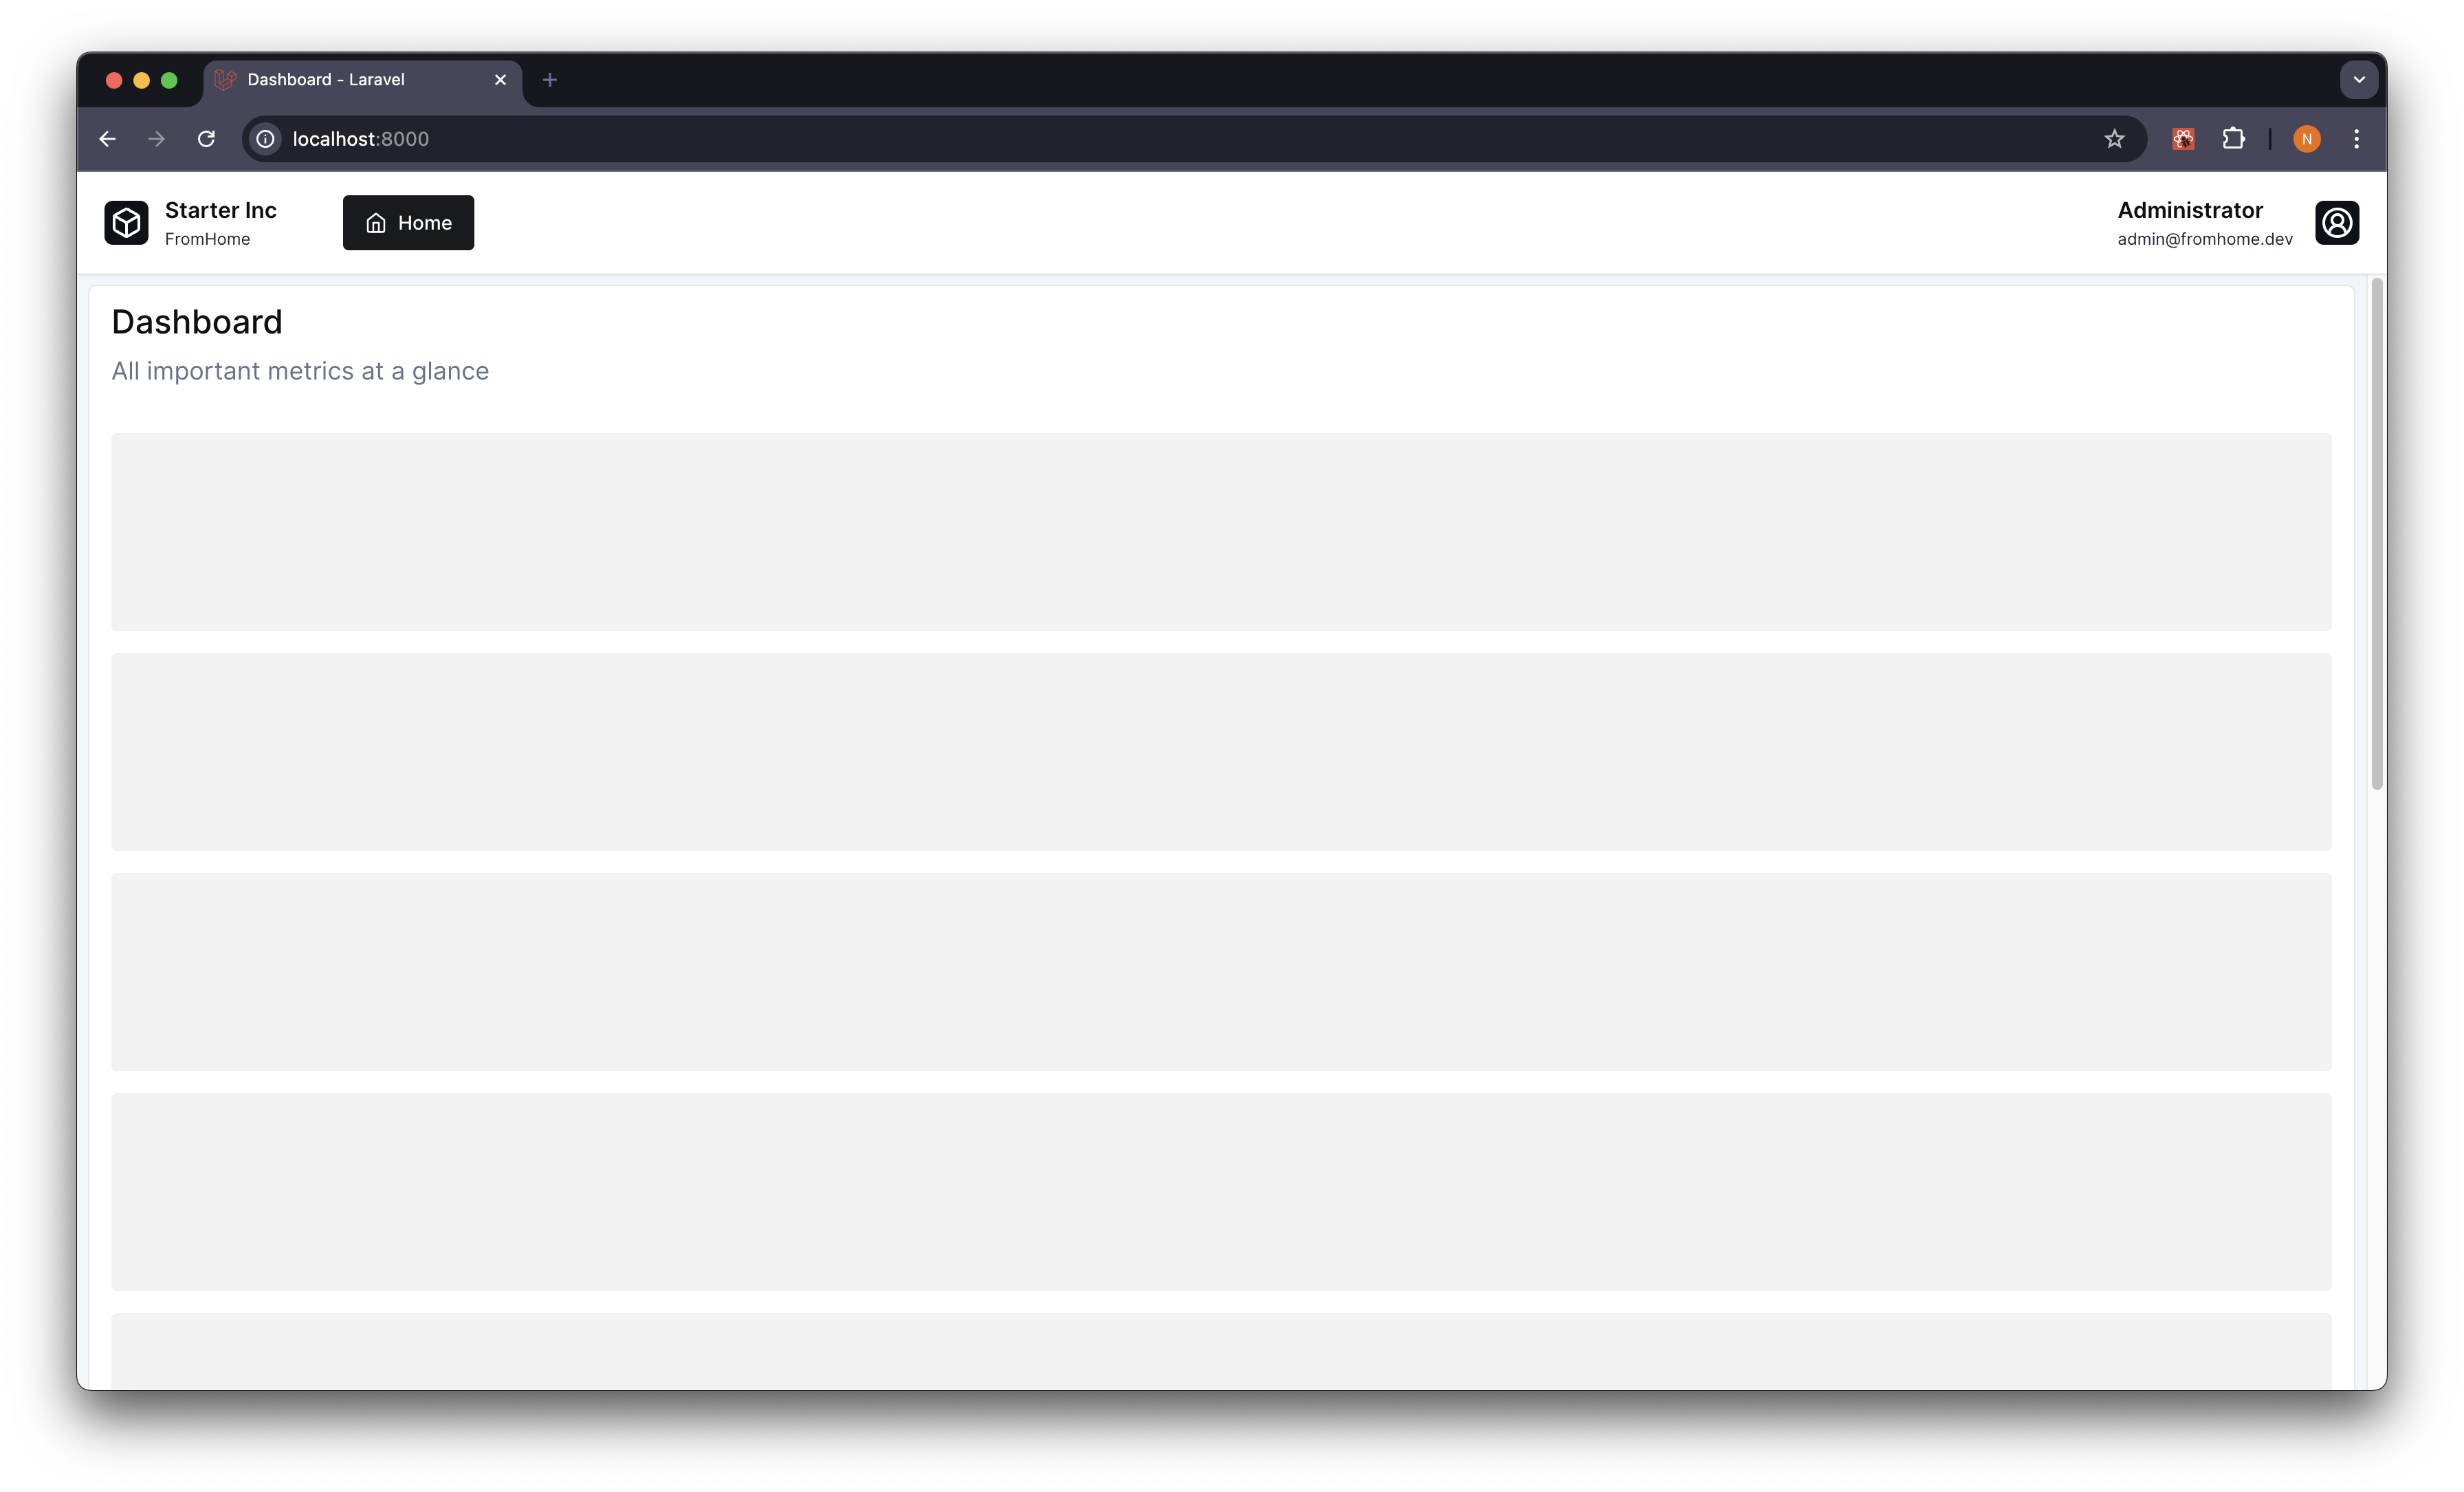 Dashboard - Laravel
localhost:8000
N
Starter Inc
FromHome
Home
Administrator
admin@fromhome.dev
Dashboard
All important metrics at a glance